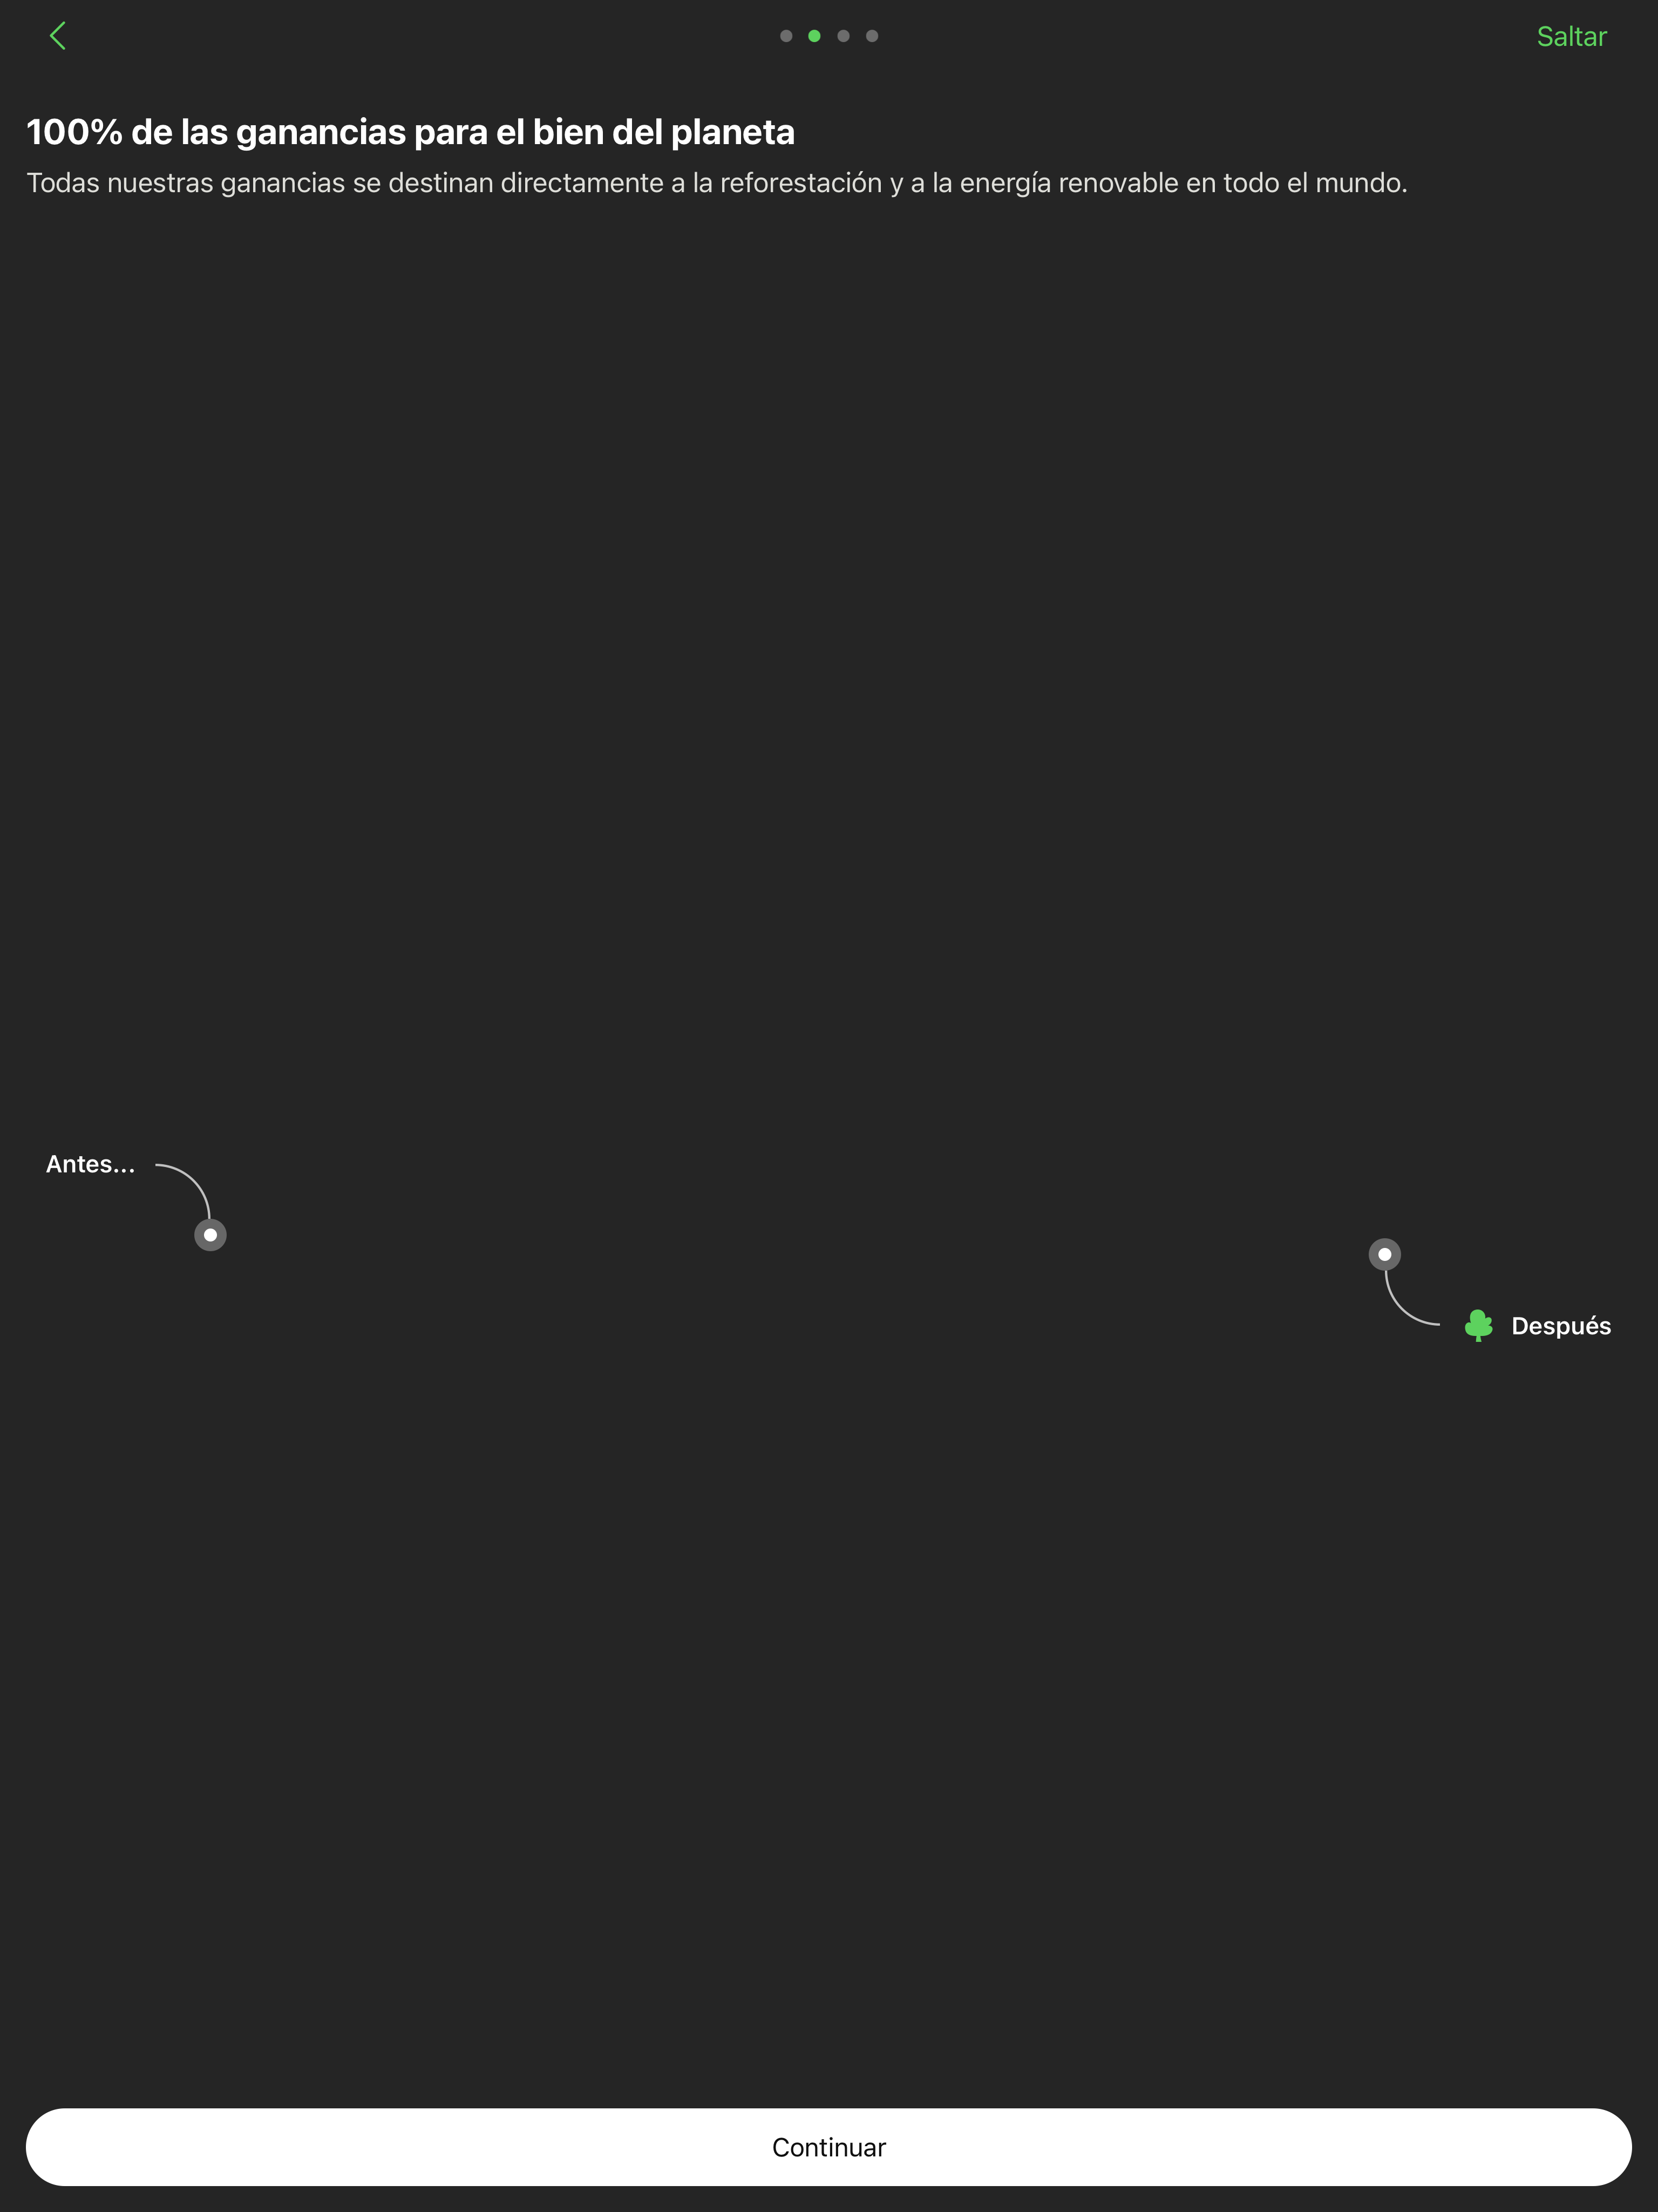 Saltar
100% de las ganancias para el bien del planeta
Todas nuestras ganancias se destinan directamente a la reforestación y a la energía renovable en todo el mundo.
Antes...
Después
Continuar